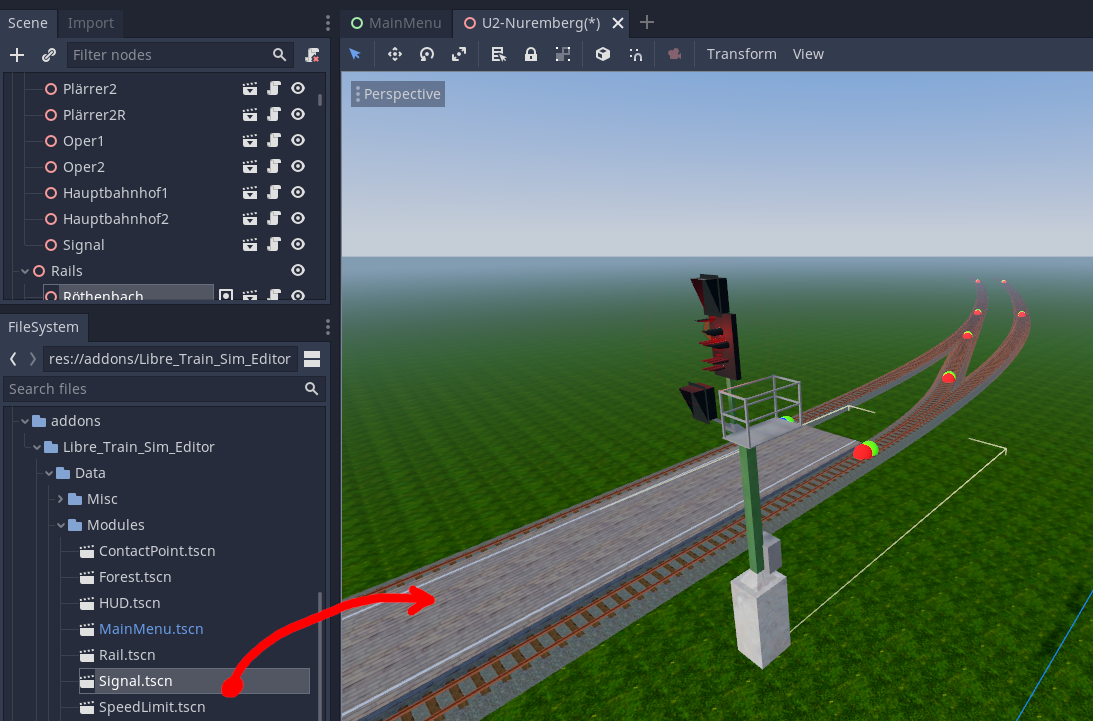 Scene Import
Filter nodes
Plärrer2
Plärrer2R
Oper1
Oper2
Hauptbahnhof1
Hauptbahnhof2
Signal
Rails
Röthenbach
FileSystem
res://addons/Libre_Train_Sim_Editor
Search files
addons
Libre_Train_Sim_Editor
Data
Misc
Modules
ContactPoint.tscn
Forest.tscn
HUD.tscn
MainMenu.tscn
Rail.tscn
Signal.tscn
SpeedLimit.tscn
MainMenu U2-Nuremberg(*)
Transform View
Perspective